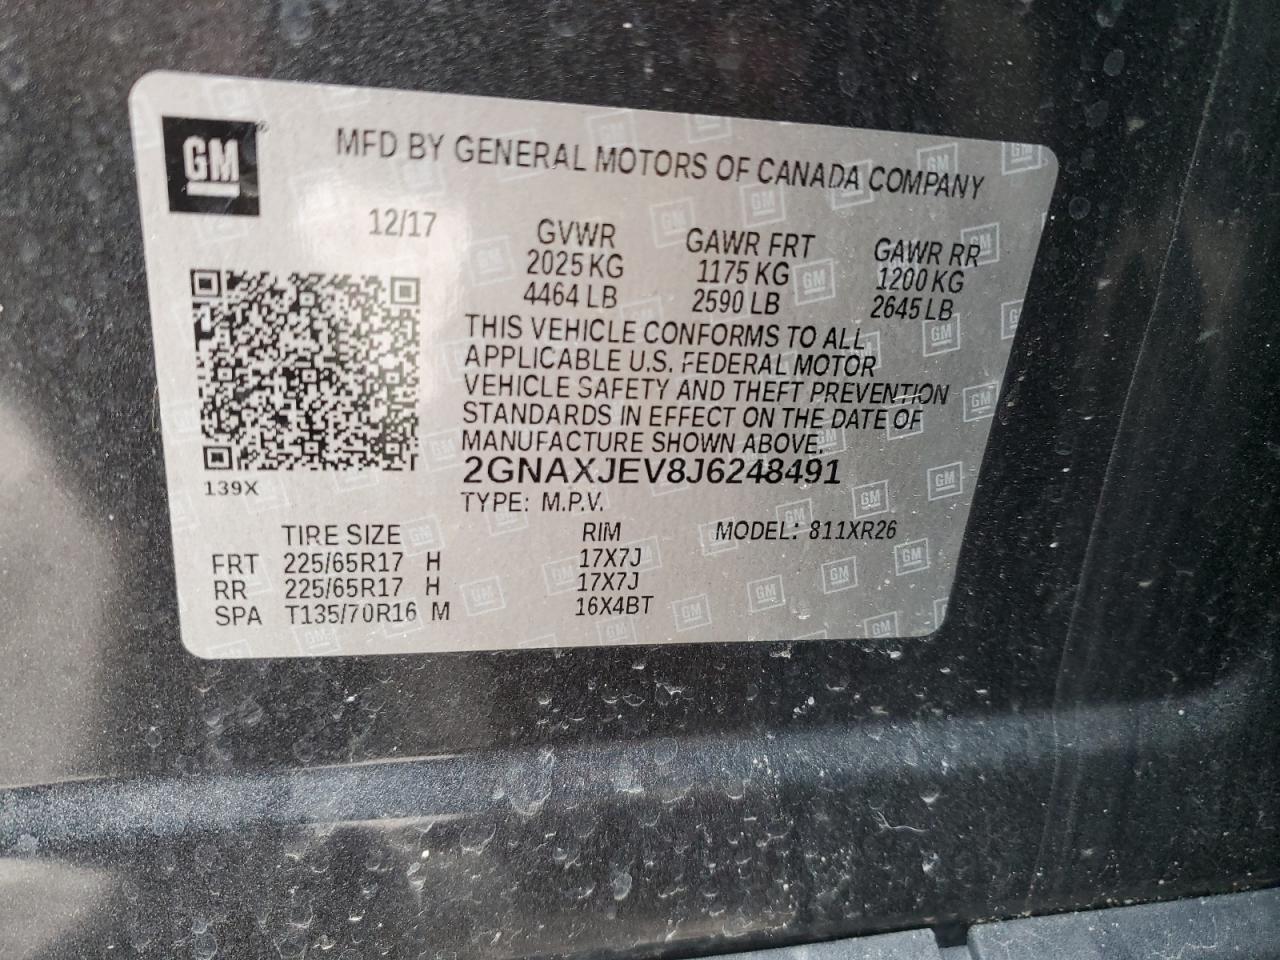 GM
MFD BY GENERAL MOTORS OF CANADA COMPANY
12/17
GVWR GAWR FRT GAWR RR
2025 KG 1175 KG 1200 KG
4464 LB 2590 LB 2645 LB
THIS VEHICLE CONFORMS TO ALL
APPLICABLE U.S. FEDERAL MOTOR
VEHICLE SAFETY AND THEFT PREVENTION
STANDARDS IN EFFECT ON THE DATE OF
MANUFACTURE SHOWN ABOVE.
2GNAXJEV8J6248491
139X
TYPE: M.P.V.
TIRE SIZE RIM MODEL: 811XR26
FRT 225/65R17 H 17X7J
RR 225/65R17 H 17X7J
SPA T135/70R16 M 16X4BT